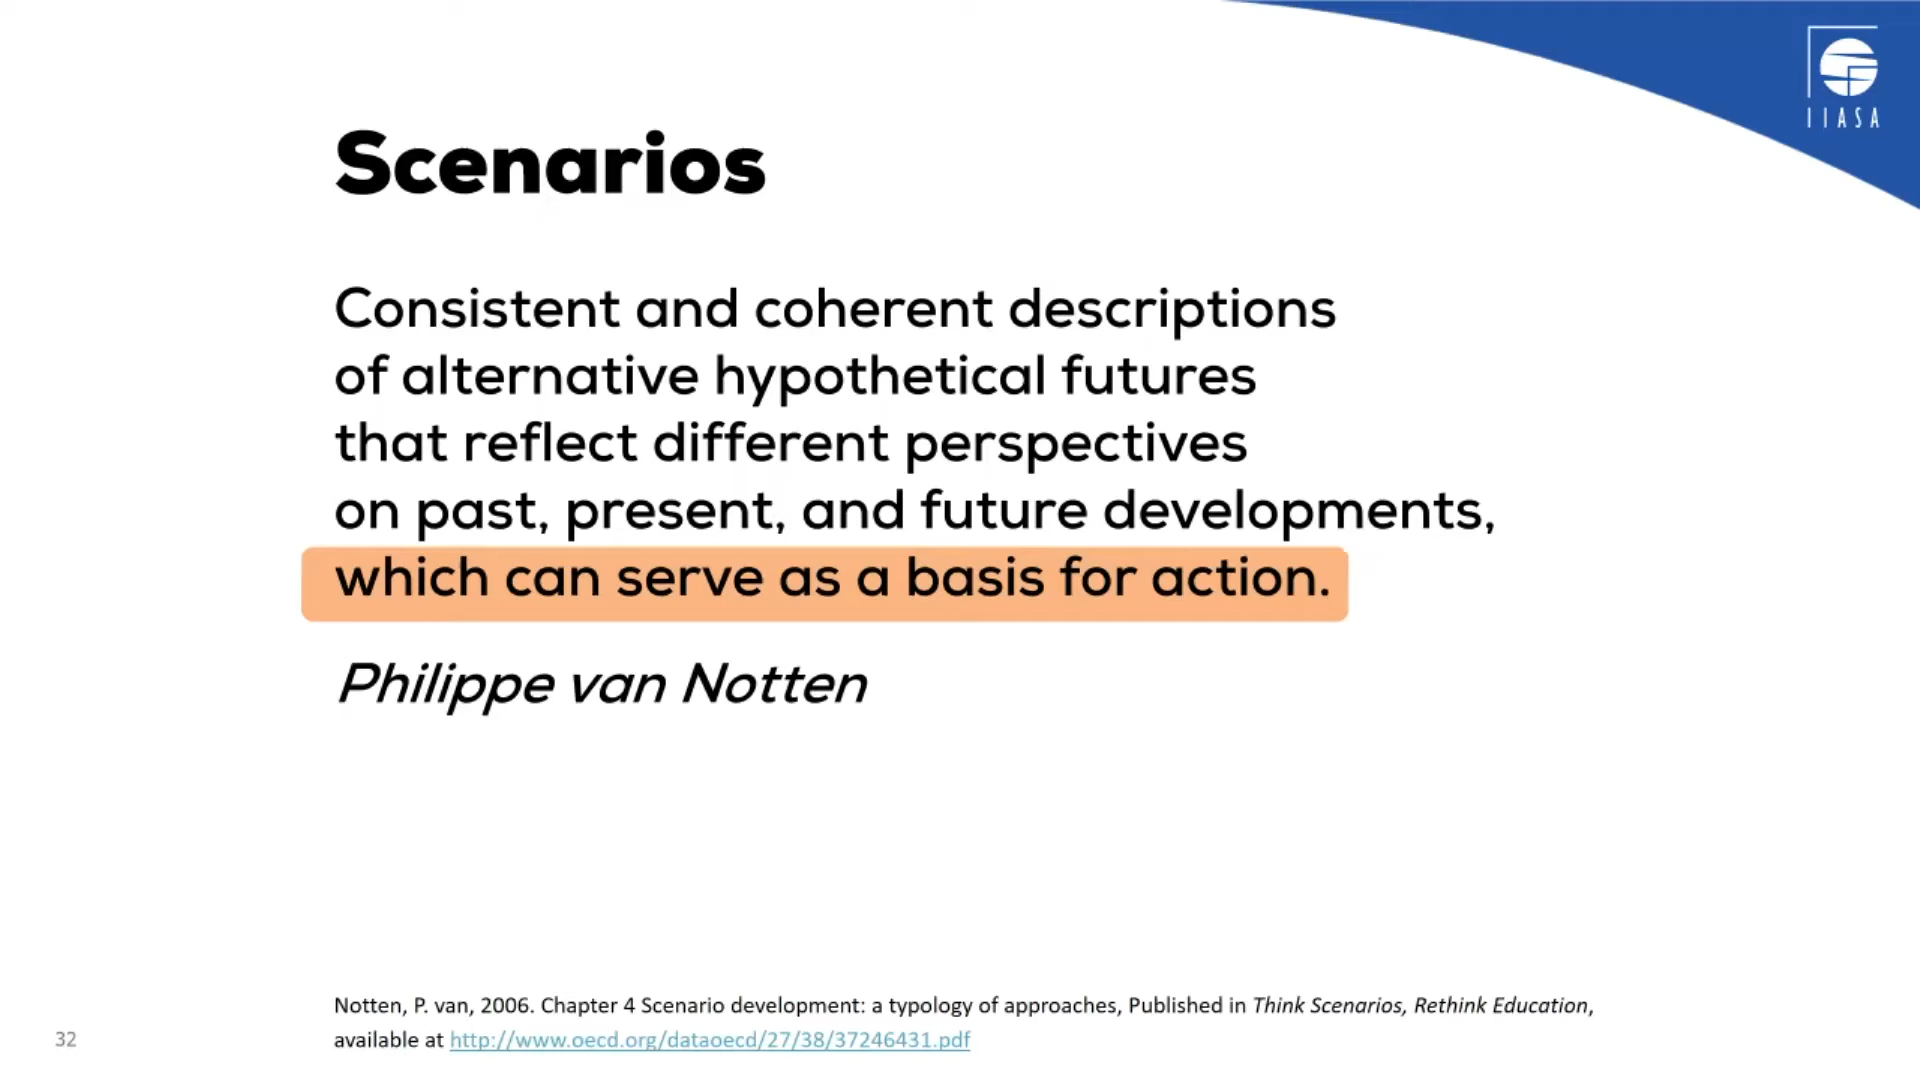 IIASA
Scenarios
Consistent and coherent descriptions
of alternative hypothetical futures
that reflect different perspectives
on past, present, and future developments,
which can serve as a basis for action.
Philippe van Notten
Notten, P. van, 2006. Chapter 4 Scenario development: a typology of approaches, Published in Think Scenarios, Rethink Education,
available at http://www.oecd.org/dataoecd/27/38/37246431.pdf
32